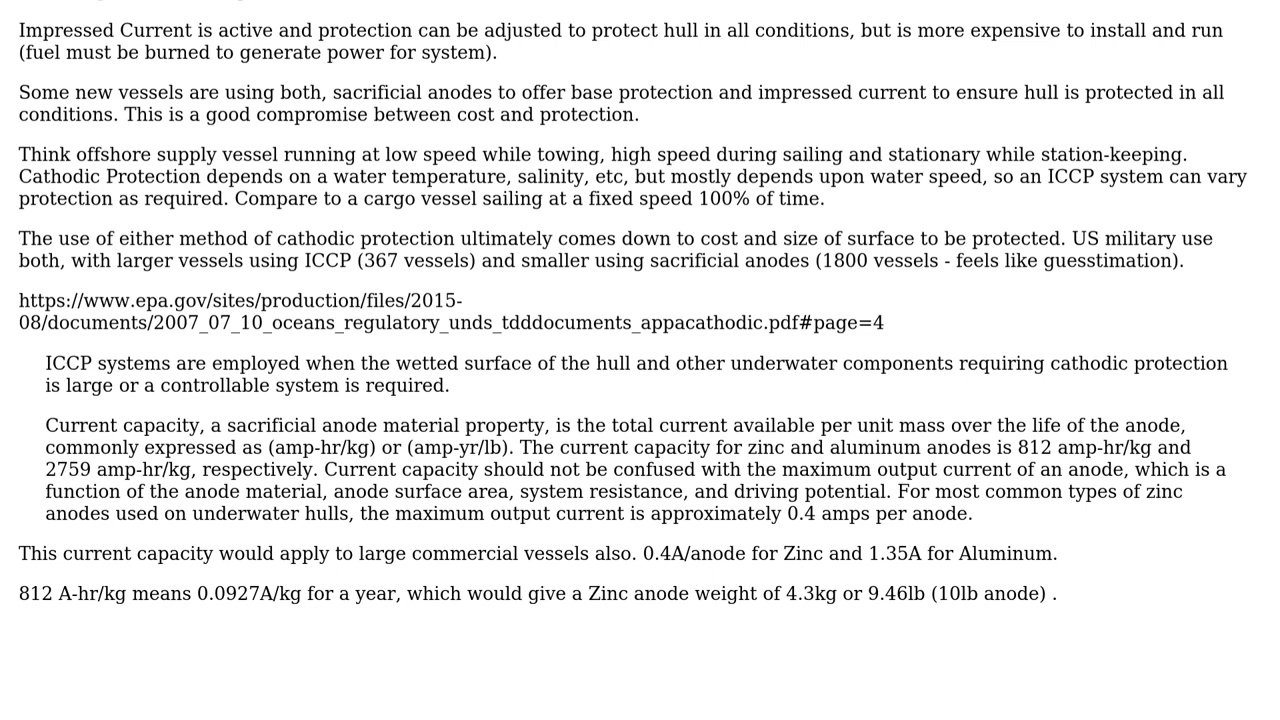 Impressed Current is active and protection can be adjusted to protect hull in all conditions, but is more expensive to install and run
(fuel must be burned to generate power for system).
Some new vessels are using both, sacrificial anodes to offer base protection and impressed current to ensure hull is protected in all
conditions. This is a good compromise between cost and protection.
Think offshore supply vessel running at low speed while towing, high speed during sailing and stationary while station-keeping.
Cathodic Protection depends on a water temperature, salinity, etc, but mostly depends upon water speed, so an ICCP system can vary
protection as required. Compare to a cargo vessel sailing at a fixed speed 100% of time.
The use of either method of cathodic protection ultimately comes down to cost and size of surface to be protected. US military use
both, with larger vessels using ICCP (367 vessels) and smaller using sacrificial anodes (1800 vessels - feels like guesstimation).
https://www.epa.gov/sites/production/files/2015-
08/documents/2007_07_10_oceans_regulatory_unds_tdddocuments_appacathodic.pdf#page=4
ICCP systems are employed when the wetted surface of the hull and other underwater components requiring cathodic protection
is large or a controllable system is required.
Current capacity, a sacrificial anode material property, is the total current available per unit mass over the life of the anode,
commonly expressed as (amp-hr/kg) or (amp-yr/lb). The current capacity for zinc and aluminum anodes is 812 amp-hr/kg and
2759 amp-hr/kg, respectively. Current capacity should not be confused with the maximum output current of an anode, which is a
function of the anode material, anode surface area, system resistance, and driving potential. For most common types of zinc
anodes used on underwater hulls, the maximum output current is approximately 0.4 amps per anode.
This current capacity would apply to large commercial vessels also. 0.4A/anode for Zinc and 1.35A for Aluminum.
812 A-hr/kg means 0.0927A/kg for a year, which would give a Zinc anode weight of 4.3kg or 9.46lb (10lb anode) .